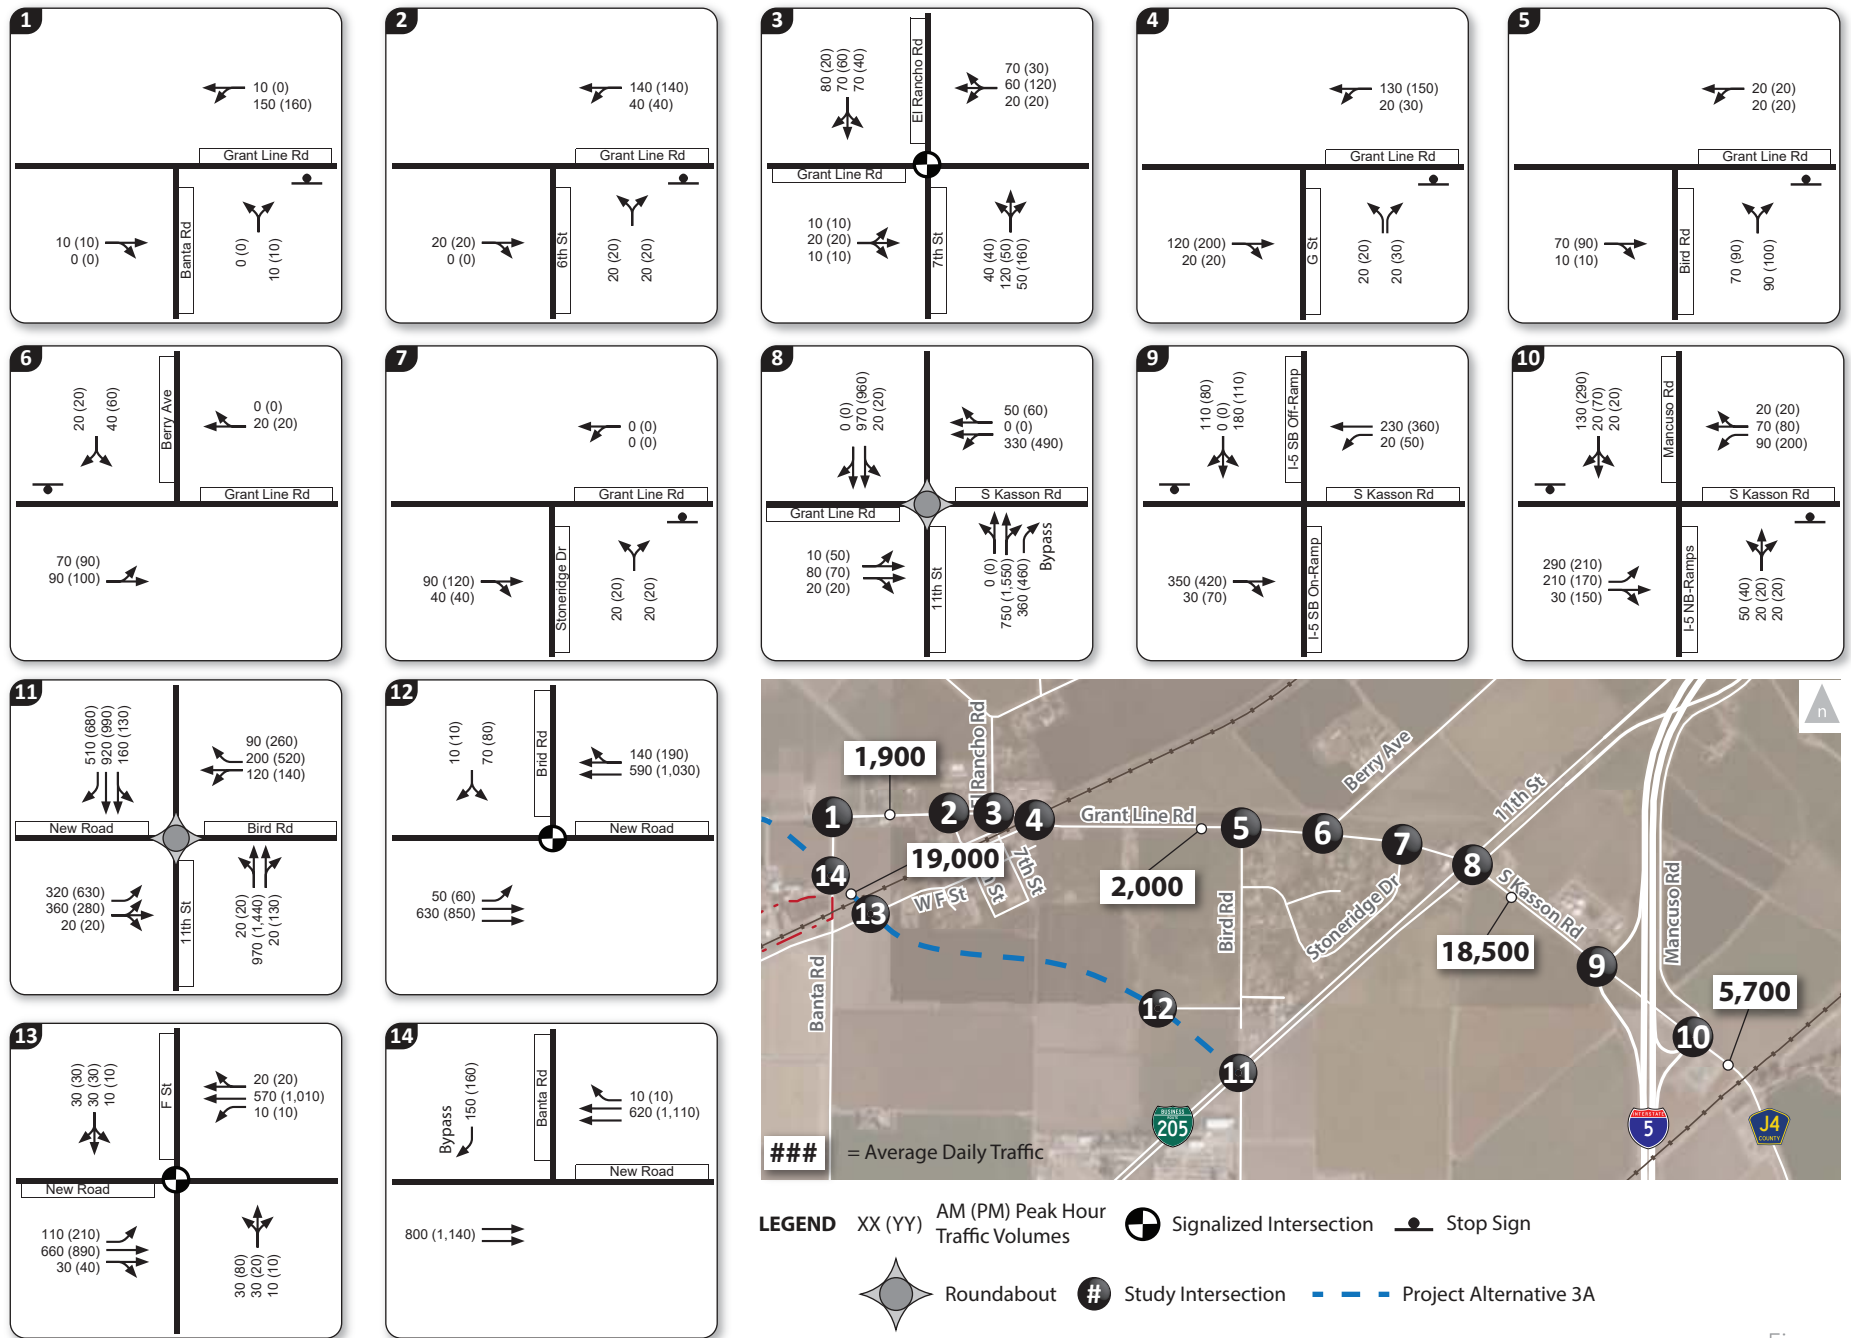 1
10 (0)
150 (160)
Grant Line Rd
10 (10)
0 (0)
Banta Rd
0 (0)
10 (10)
2
140 (140)
40 (40)
Grant Line Rd
20 (20)
0 (0)
6th St
20 (20)
20 (20)
3
80 (20)
70 (60)
70 (40)
El Rancho Rd
70 (30)
60 (120)
20 (20)
Grant Line Rd
10 (10)
20 (20)
10 (10)
7th St
40 (40)
120 (50)
50 (160)
4
130 (150)
20 (30)
Grant Line Rd
120 (200)
20 (20)
G St
20 (20)
20 (30)
5
20 (20)
20 (20)
Grant Line Rd
70 (90)
10 (10)
Bird Rd
70 (90)
90 (100)
6
20 (20)
40 (60)
Berry Ave
0 (0)
20 (20)
Grant Line Rd
70 (90)
90 (100)
7
0 (0)
0 (0)
Grant Line Rd
90 (120)
40 (40)
Stoneridge Dr
20 (20)
20 (20)
8
0 (0)
970 (960)
20 (20)
50 (60)
0 (0)
330 (490)
S Kasson Rd
Grant Line Rd
10 (50)
80 (70)
20 (20)
11th St
0 (0)
750 (1,550)
360 (460)
Bypass
9
110 (80)
0 (0)
180 (110)
I-5 SB Off-Ramp
230 (360)
20 (50)
S Kasson Rd
350 (420)
30 (70)
I-5 SB On-Ramp
10
130 (290)
20 (70)
20 (20)
Mancuso Rd
20 (20)
70 (80)
90 (200)
S Kasson Rd
290 (210)
210 (170)
30 (150)
I-5 NB-Ramps
50 (40)
20 (20)
20 (20)
11
510 (680)
920 (990)
160 (130)
90 (260)
200 (520)
120 (140)
New Road
Bird Rd
320 (630)
360 (280)
20 (20)
11th St
20 (20)
970 (1,440)
20 (130)
12
10 (10)
70 (80)
Brid Rd
140 (190)
590 (1,030)
New Road
50 (60)
630 (850)
13
30 (30)
30 (30)
10 (10)
F St
20 (20)
570 (1,010)
10 (10)
New Road
110 (210)
660 (890)
30 (40)
30 (80)
30 (20)
10 (10)
14
Bypass
150 (160)
Banta Rd
10 (10)
620 (1,110)
New Road
800 (1,140)
n
El Rancho Rd
1,900
Berry Ave
11th St
1
2
3
4
Grant Line Rd
5
6
7
8
19,000
7th St
2,000
14
13
W F St
Bird Rd
Stoneridge Dr
S Kasson Rd
Mancuso Rd
18,500
9
5,700
Banta Rd
12
10
11
BUSINESS
205
INTERSTATE
5
J4
COUNTY
### = Average Daily Traffic
LEGEND
XX (YY) AM (PM) Peak Hour
Traffic Volumes
Signalized Intersection
Stop Sign
Roundabout
# Study Intersection
Project Alternative 3A